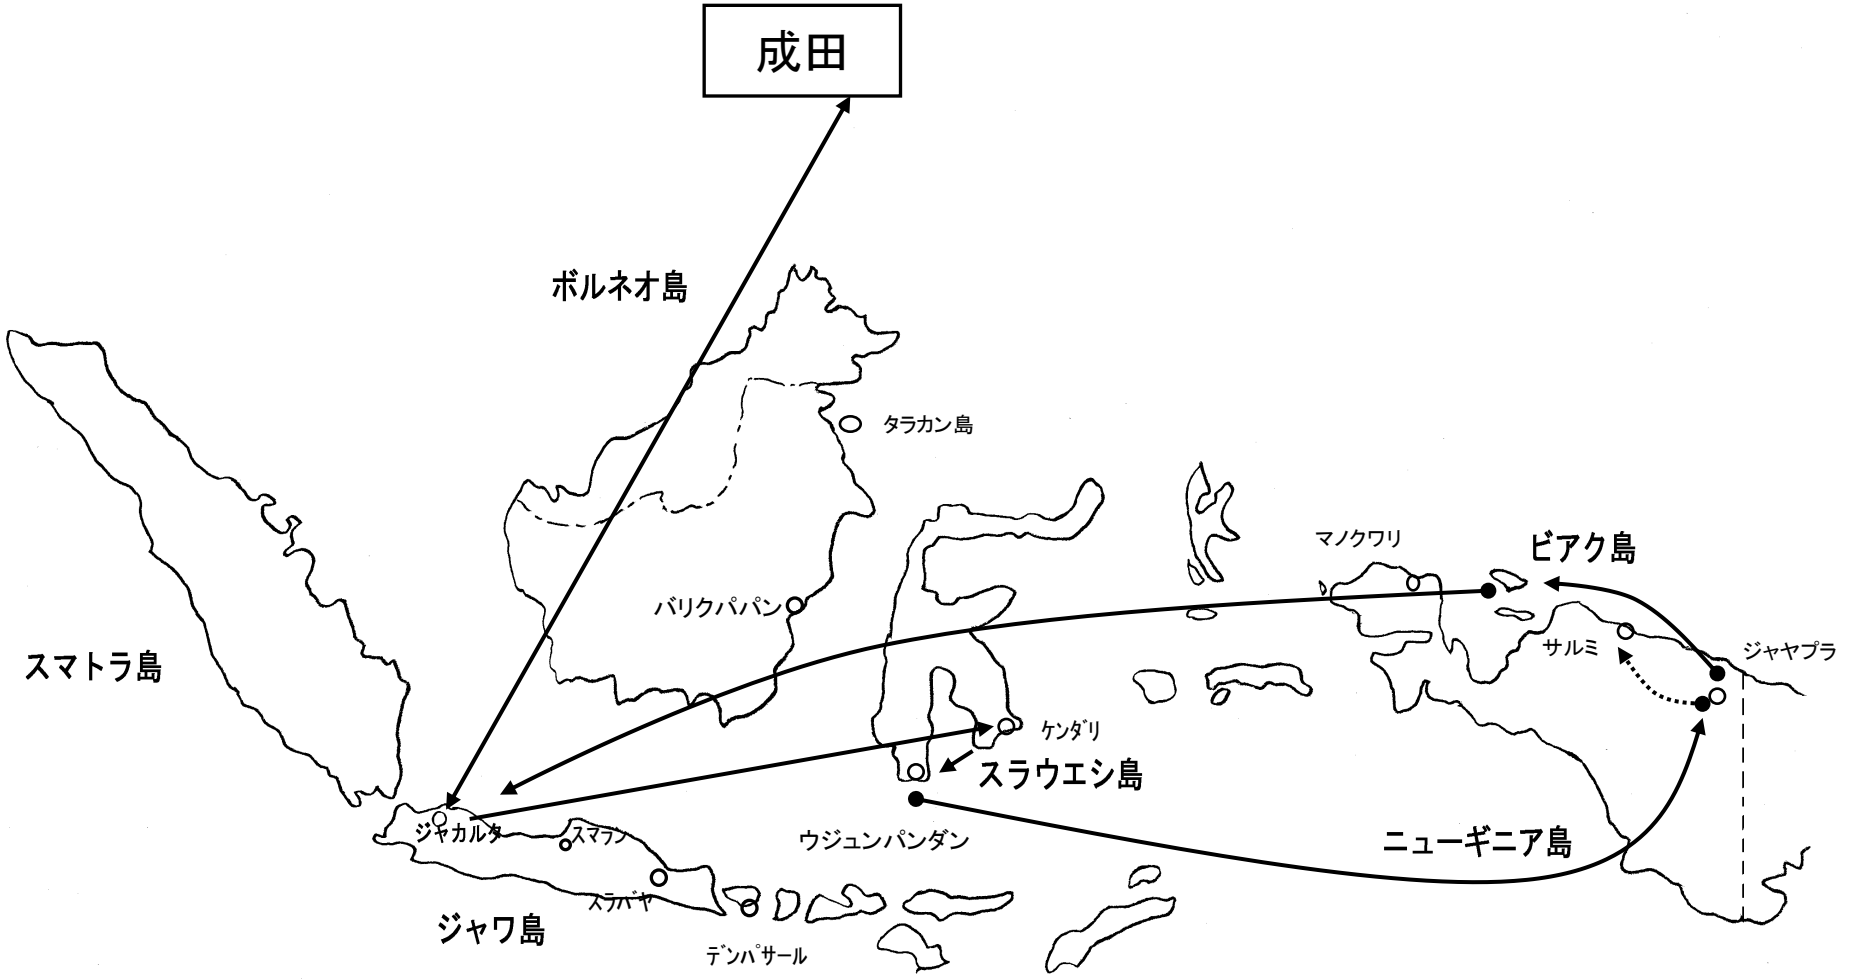 成田
ボルネオ島
タラカン島
マノクワリ
ビアク島
バリクパパン
サルミ
ジャヤプラ
スマトラ島
ケンダリ
スラウエシ島
ジャカルタ
スマラン
ウジュンパンダン
ニューギニア島
スラバヤ
ジャワ島
デンパサール